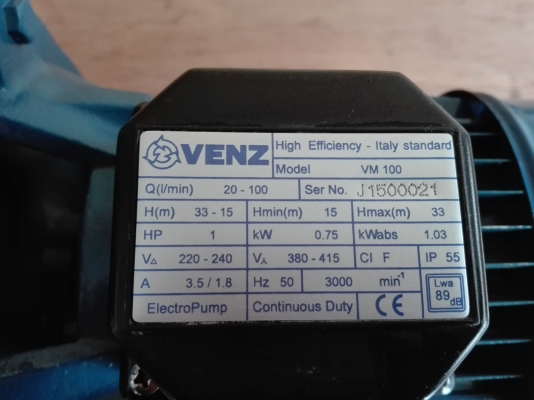 VENZ High Efficiency - Italy standard
Model VM 100
Q(l/min) 20 - 100 Ser No. J1500021
H(m) 33 - 15 Hmin(m) 15 Hmax(m) 33
HP 1 kW 0.75 kWabs 1.03
V△ 220 - 240 V⅄ 380 - 415 Cl F IP 55
A 3.5 / 1.8 Hz 50 3000 min⁻¹ Lwa 89 dB
ElectroPump Continuous Duty CE